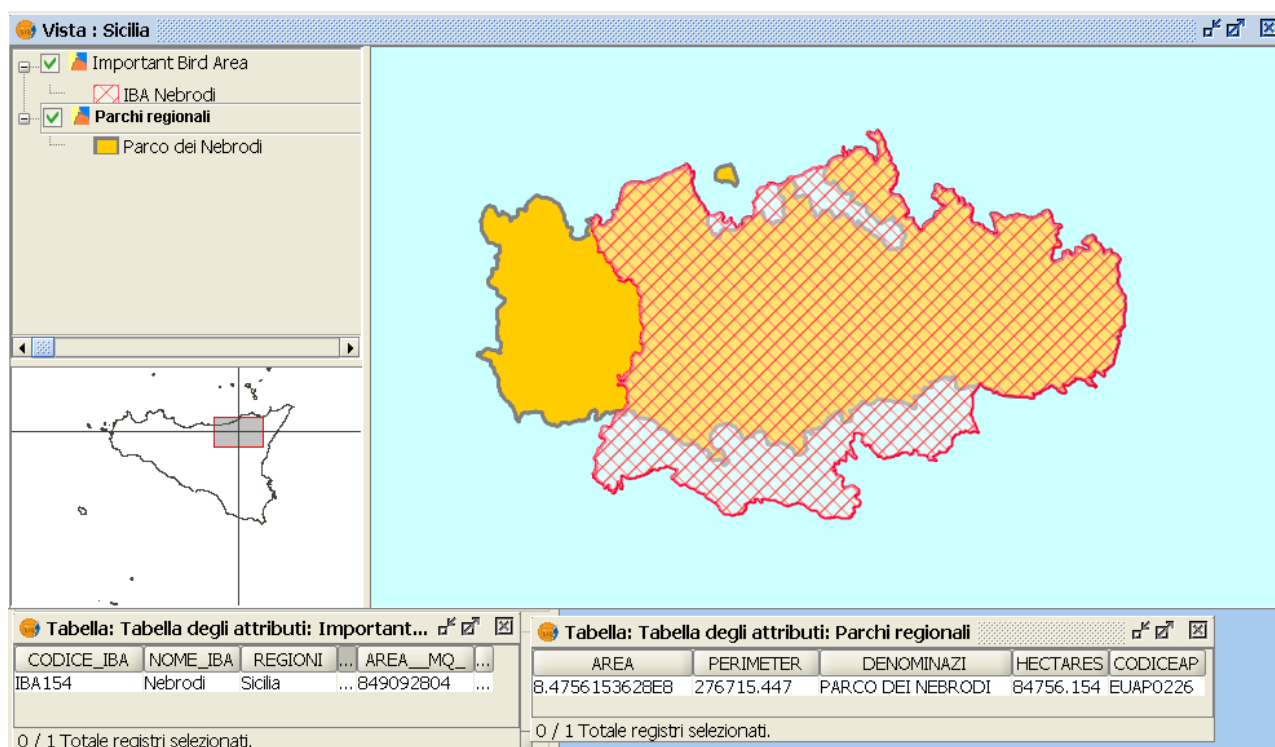 Vista : Sicilia
Important Bird Area
IBA Nebrodi
Parchi regionali
Parco dei Nebrodi
Tabella: Tabella degli attributi: Important...
CODICE_IBA NOME_IBA REGIONI ... AREA__MQ_ ...
IBA154 Nebrodi Sicilia ... 849092804 ...
0 / 1 Totale registri selezionati.
Tabella: Tabella degli attributi: Parchi regionali
AREA PERIMETER DENOMINAZI HECTARES CODICEAP
8.4756153628E8 276715.447 PARCO DEI NEBRODI 84756.154 EUAP0226
0 / 1 Totale registri selezionati.